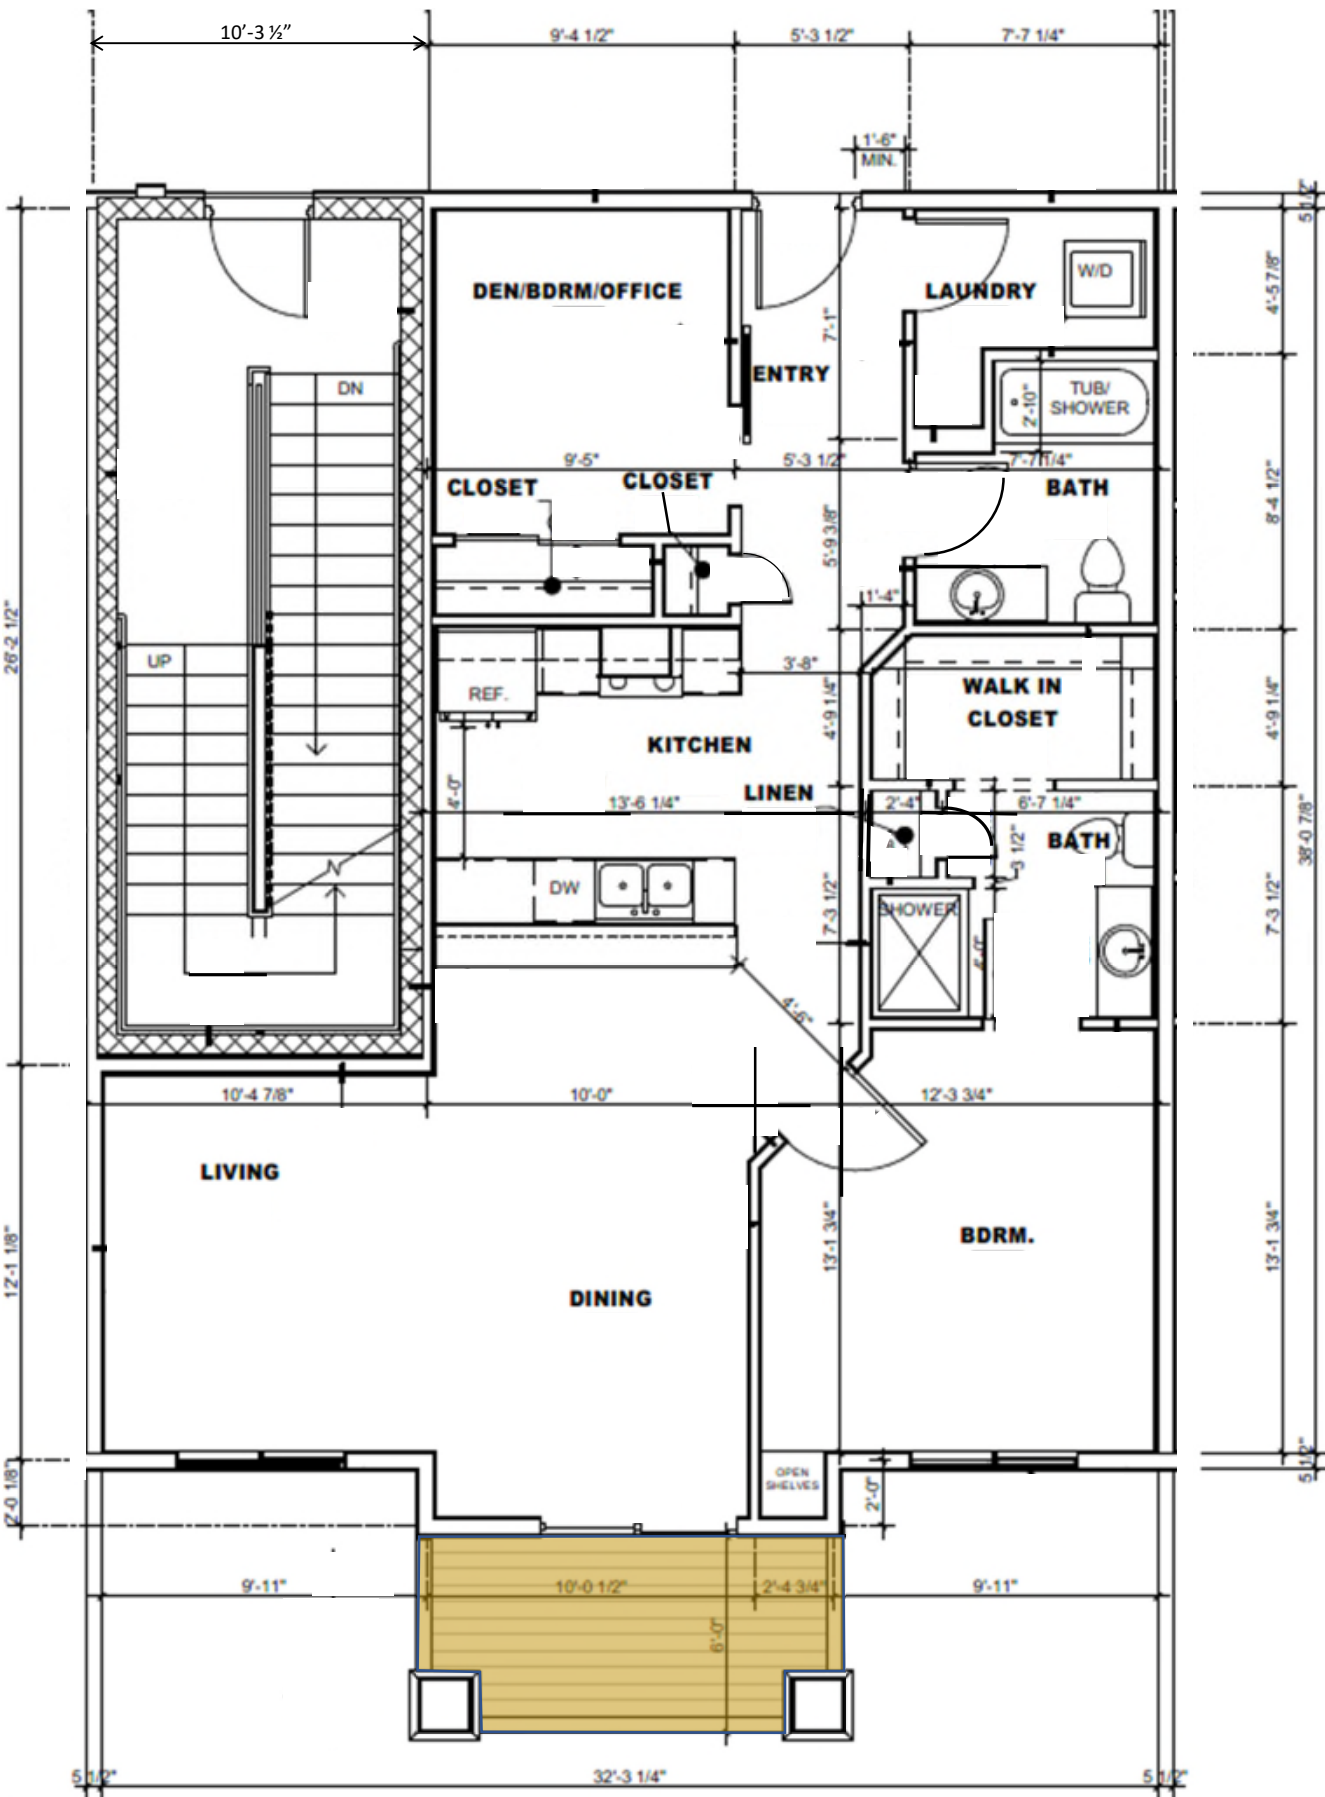 10'-3 ½"
9'-4 1/2"
5'-3 1/2"
7'-7 1/4"
1'-6"
MIN.
5 1/2"
DEN/BDRM/OFFICE
LAUNDRY
W/D
4'-5 7/8"
7'-1"
ENTRY
DN
TUB/
SHOWER
2'-10"
9'-5"
5'-3 1/2"
7'-7 1/4"
CLOSET
CLOSET
BATH
8'-4 1/2"
5'-9 3/8"
1'-4"
26'-2 1/2"
UP
REF.
3'-8"
WALK IN
CLOSET
4'-9 1/4"
4'-9 1/4"
KITCHEN
LINEN
4'-0"
13'-6 1/4"
2'-4"
6'-7 1/4"
BATH
3 1/2"
38'-0 7/8"
DW
SHOWER
7'-3 1/2"
7'-3 1/2"
4'-0"
4'-6"
10'-4 7/8"
10'-0"
12'-3 3/4"
LIVING
BDRM.
13'-1 3/4"
13'-1 3/4"
12'-1 1/8"
DINING
OPEN
SHELVES
2'-0"
2'-0 1/8"
5 1/2"
9'-11"
10'-0 1/2"
2'-4 3/4"
9'-11"
6'-0"
5 1/2"
32'-3 1/4"
5 1/2"